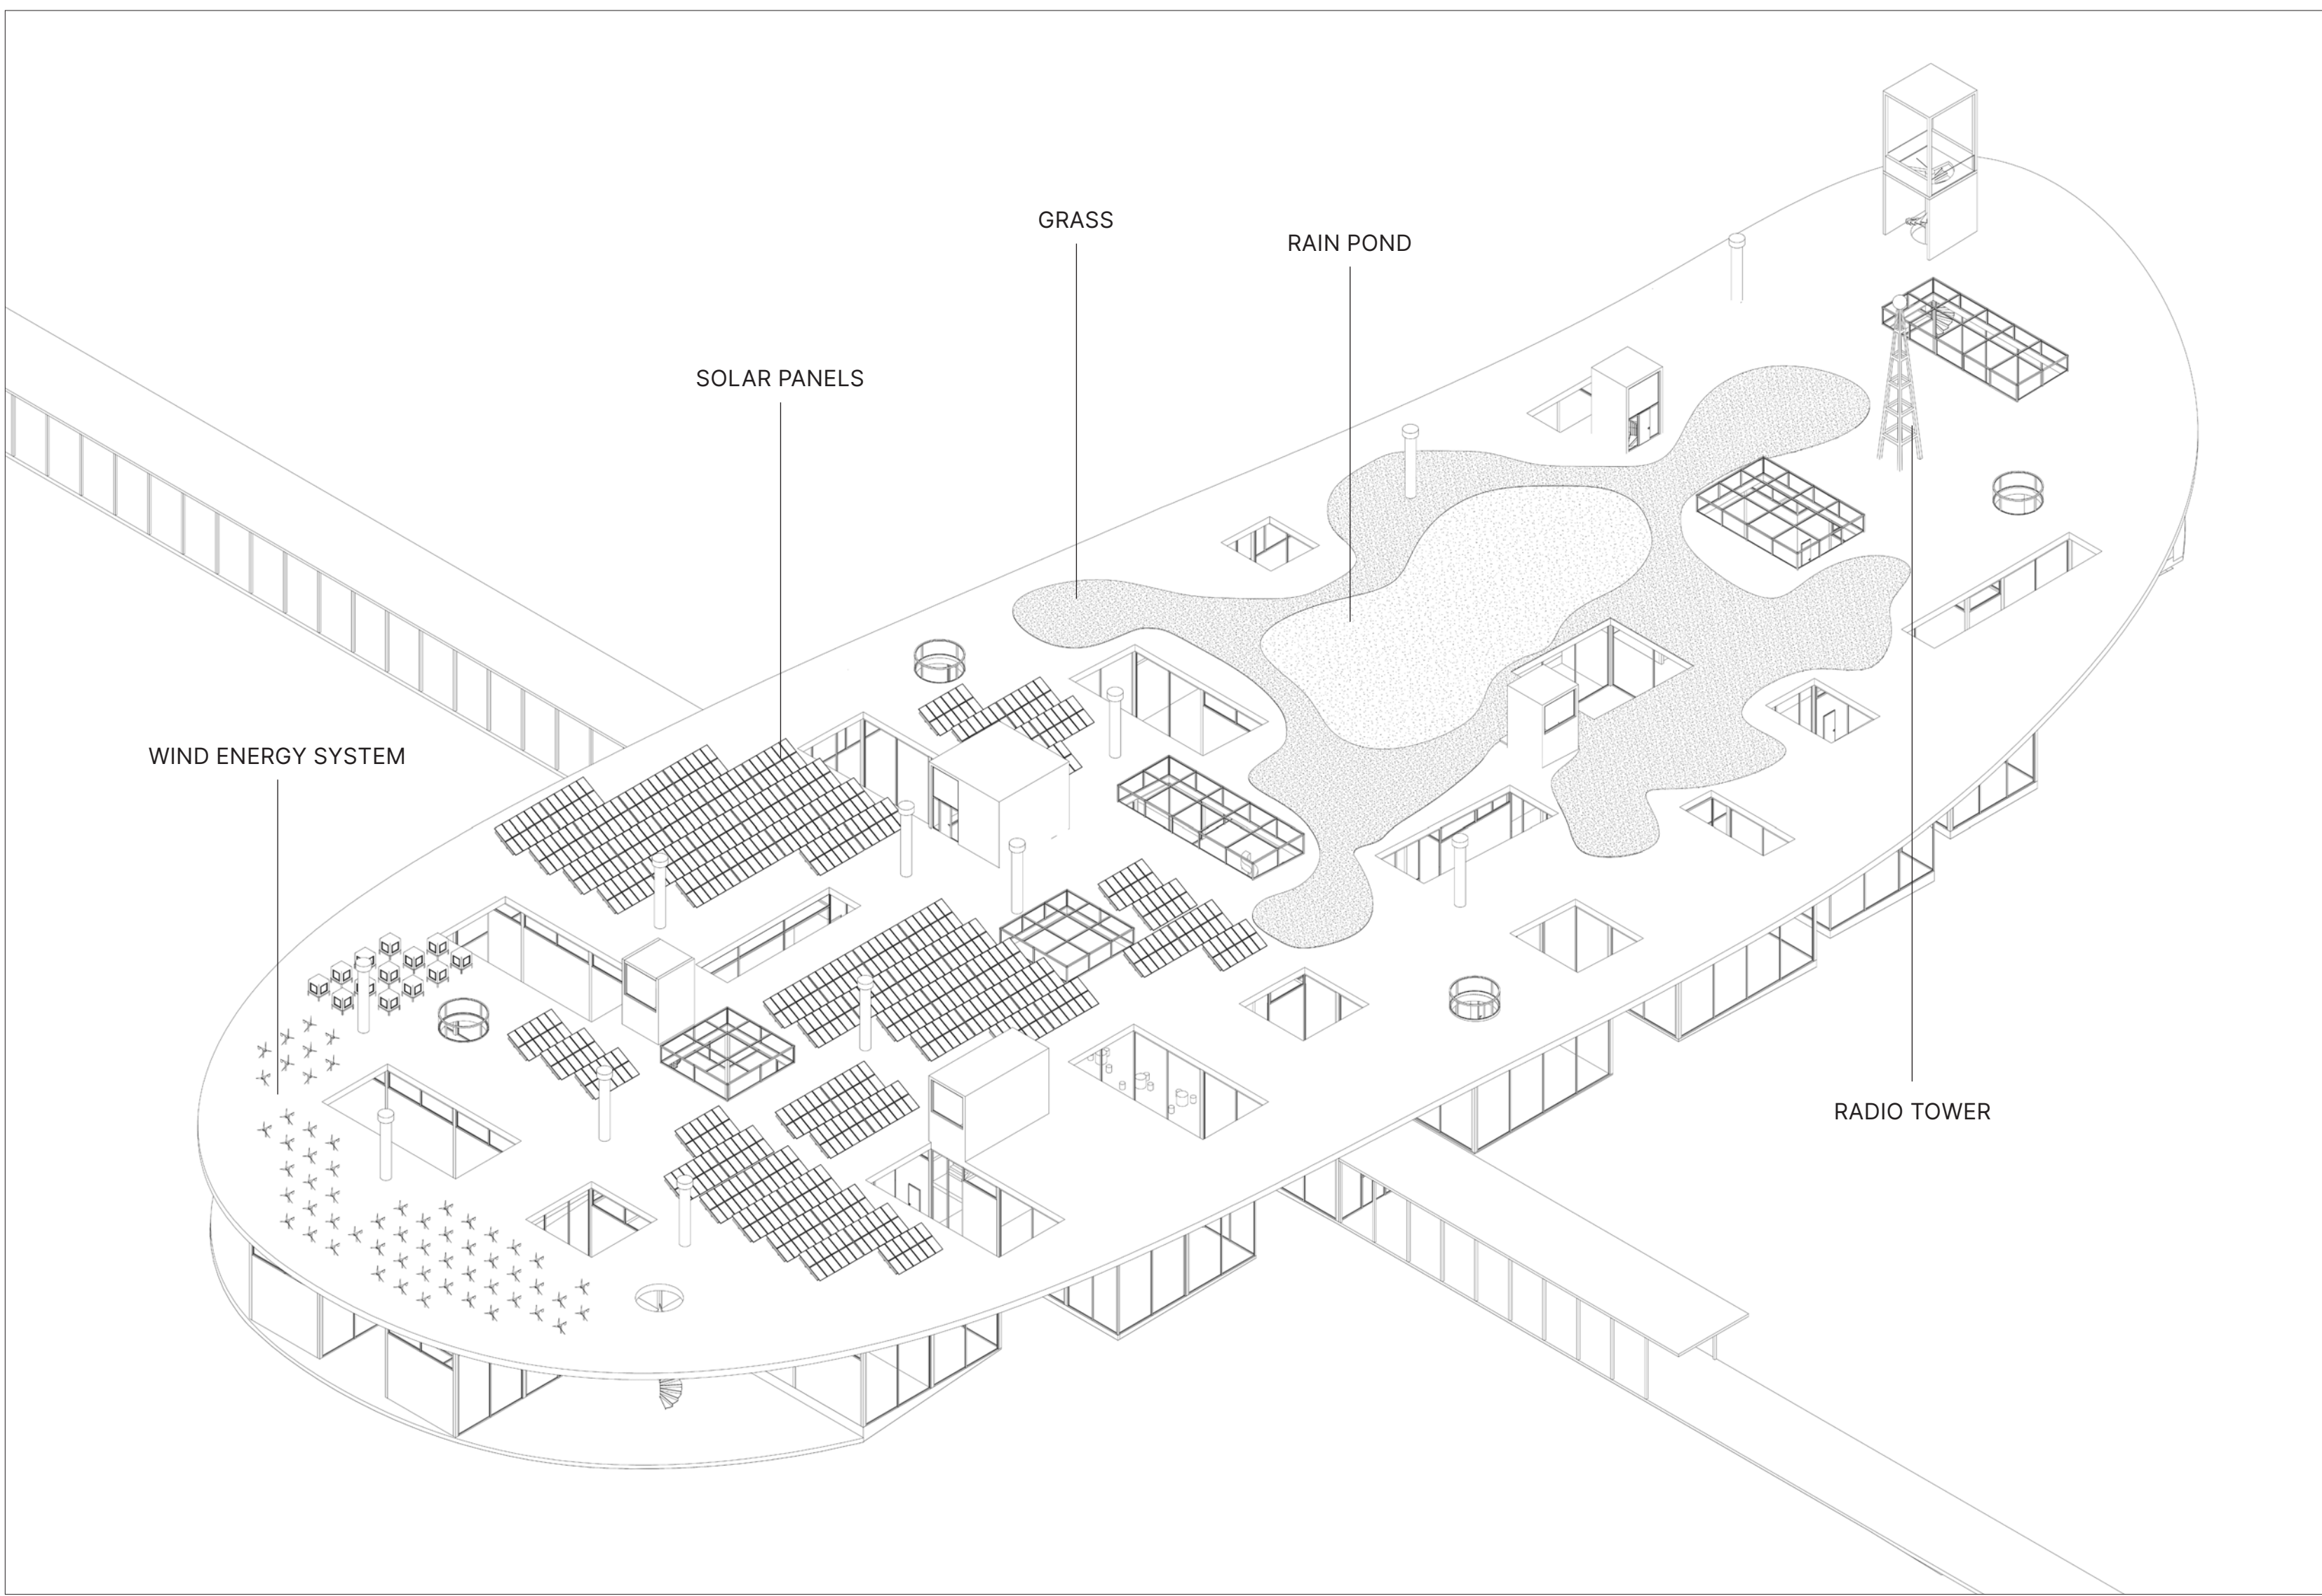 GRASS
RAIN POND
SOLAR PANELS
WIND ENERGY SYSTEM
RADIO TOWER